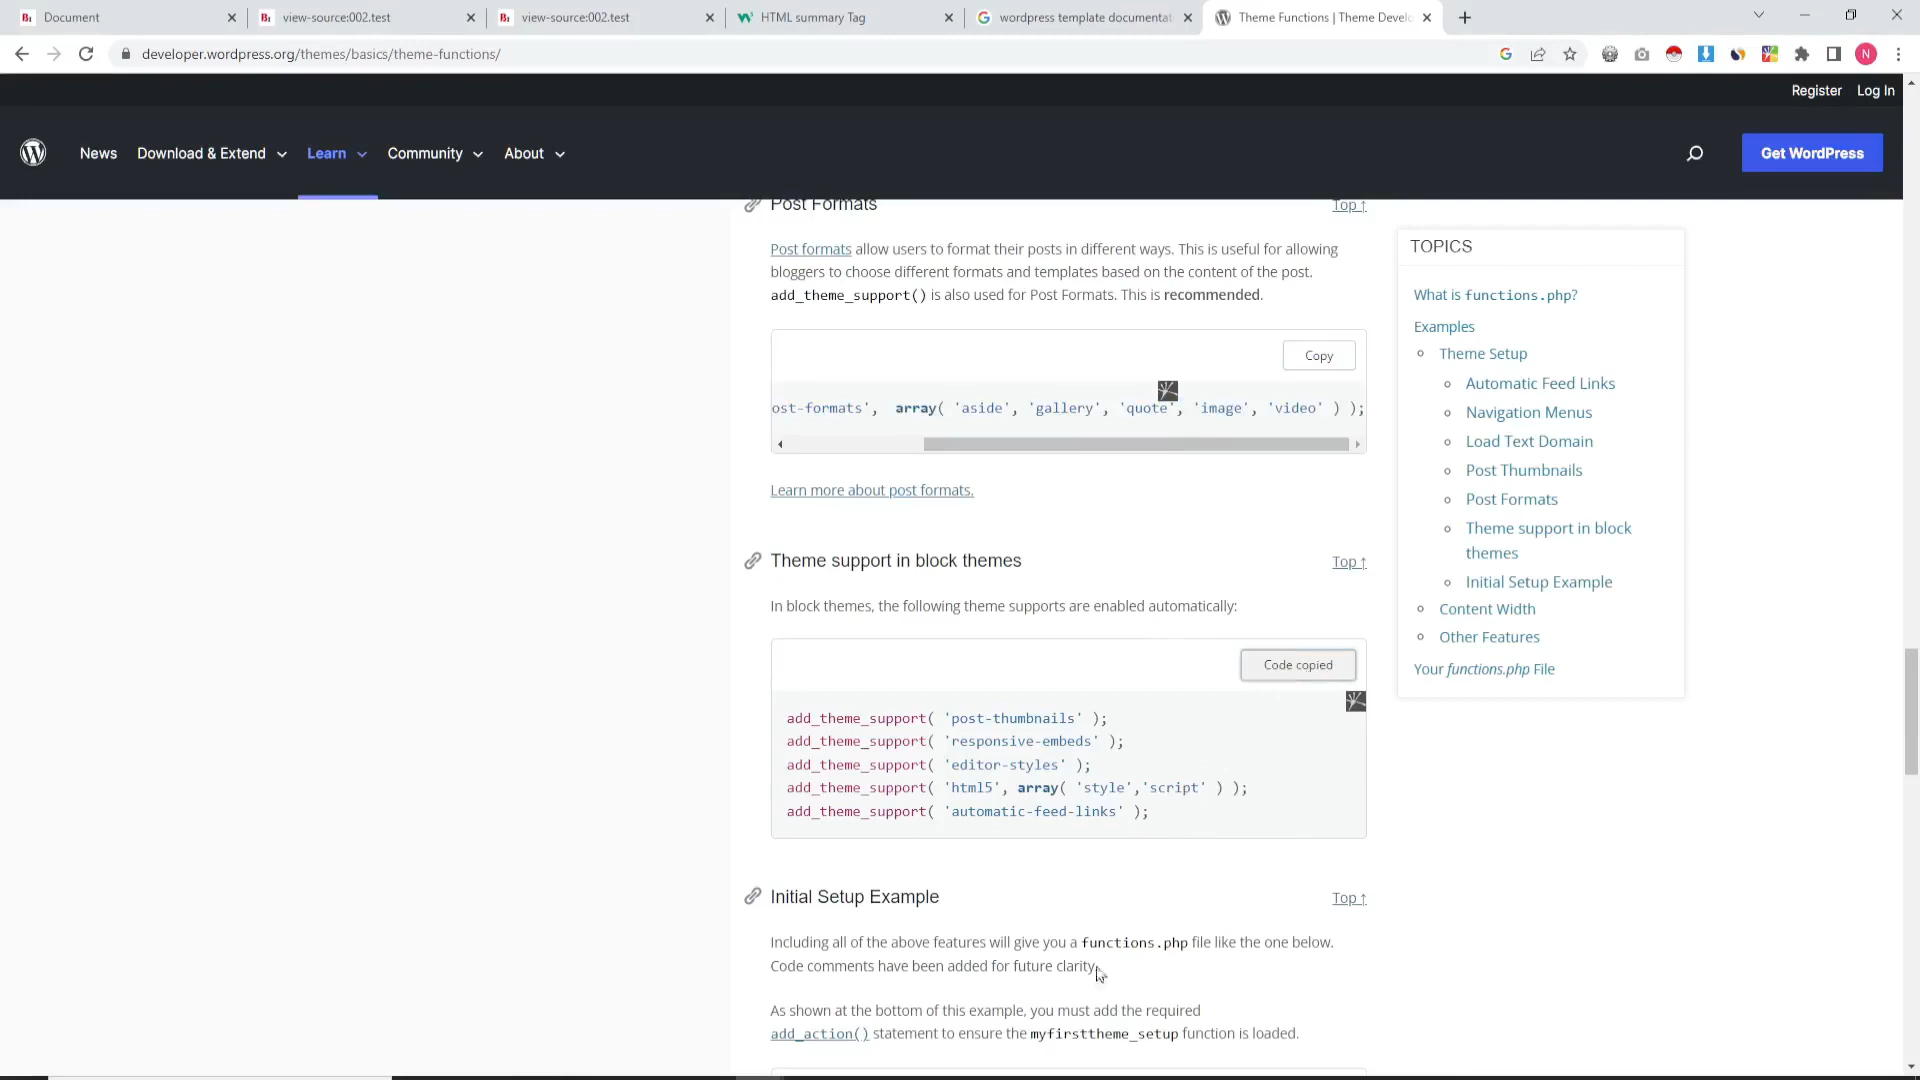 Document
view-source:002.test
view-source:002.test
HTML summary Tag
wordpress template documentat
Theme Functions | Theme Develo
developer.wordpress.org/themes/basics/theme-functions/
N
Register
Log In
News
Download & Extend
Learn
Community
About
Get WordPress
Post Formats
Top ↑
Post formats allow users to format their posts in different ways. This is useful for allowing
bloggers to choose different formats and templates based on the content of the post.
add_theme_support() is also used for Post Formats. This is recommended.
Copy
ost-formats',  array( 'aside', 'gallery', 'quote', 'image', 'video' ) );
Learn more about post formats.
Theme support in block themes
Top ↑
In block themes, the following theme supports are enabled automatically:
Code copied
add_theme_support( 'post-thumbnails' );
add_theme_support( 'responsive-embeds' );
add_theme_support( 'editor-styles' );
add_theme_support( 'html5', array( 'style','script' ) );
add_theme_support( 'automatic-feed-links' );
Initial Setup Example
Top ↑
Including all of the above features will give you a functions.php file like the one below.
Code comments have been added for future clarity.
As shown at the bottom of this example, you must add the required
add_action() statement to ensure the myfirsttheme_setup function is loaded.
TOPICS
What is functions.php?
Examples
Theme Setup
Automatic Feed Links
Navigation Menus
Load Text Domain
Post Thumbnails
Post Formats
Theme support in block
themes
Initial Setup Example
Content Width
Other Features
Your functions.php File